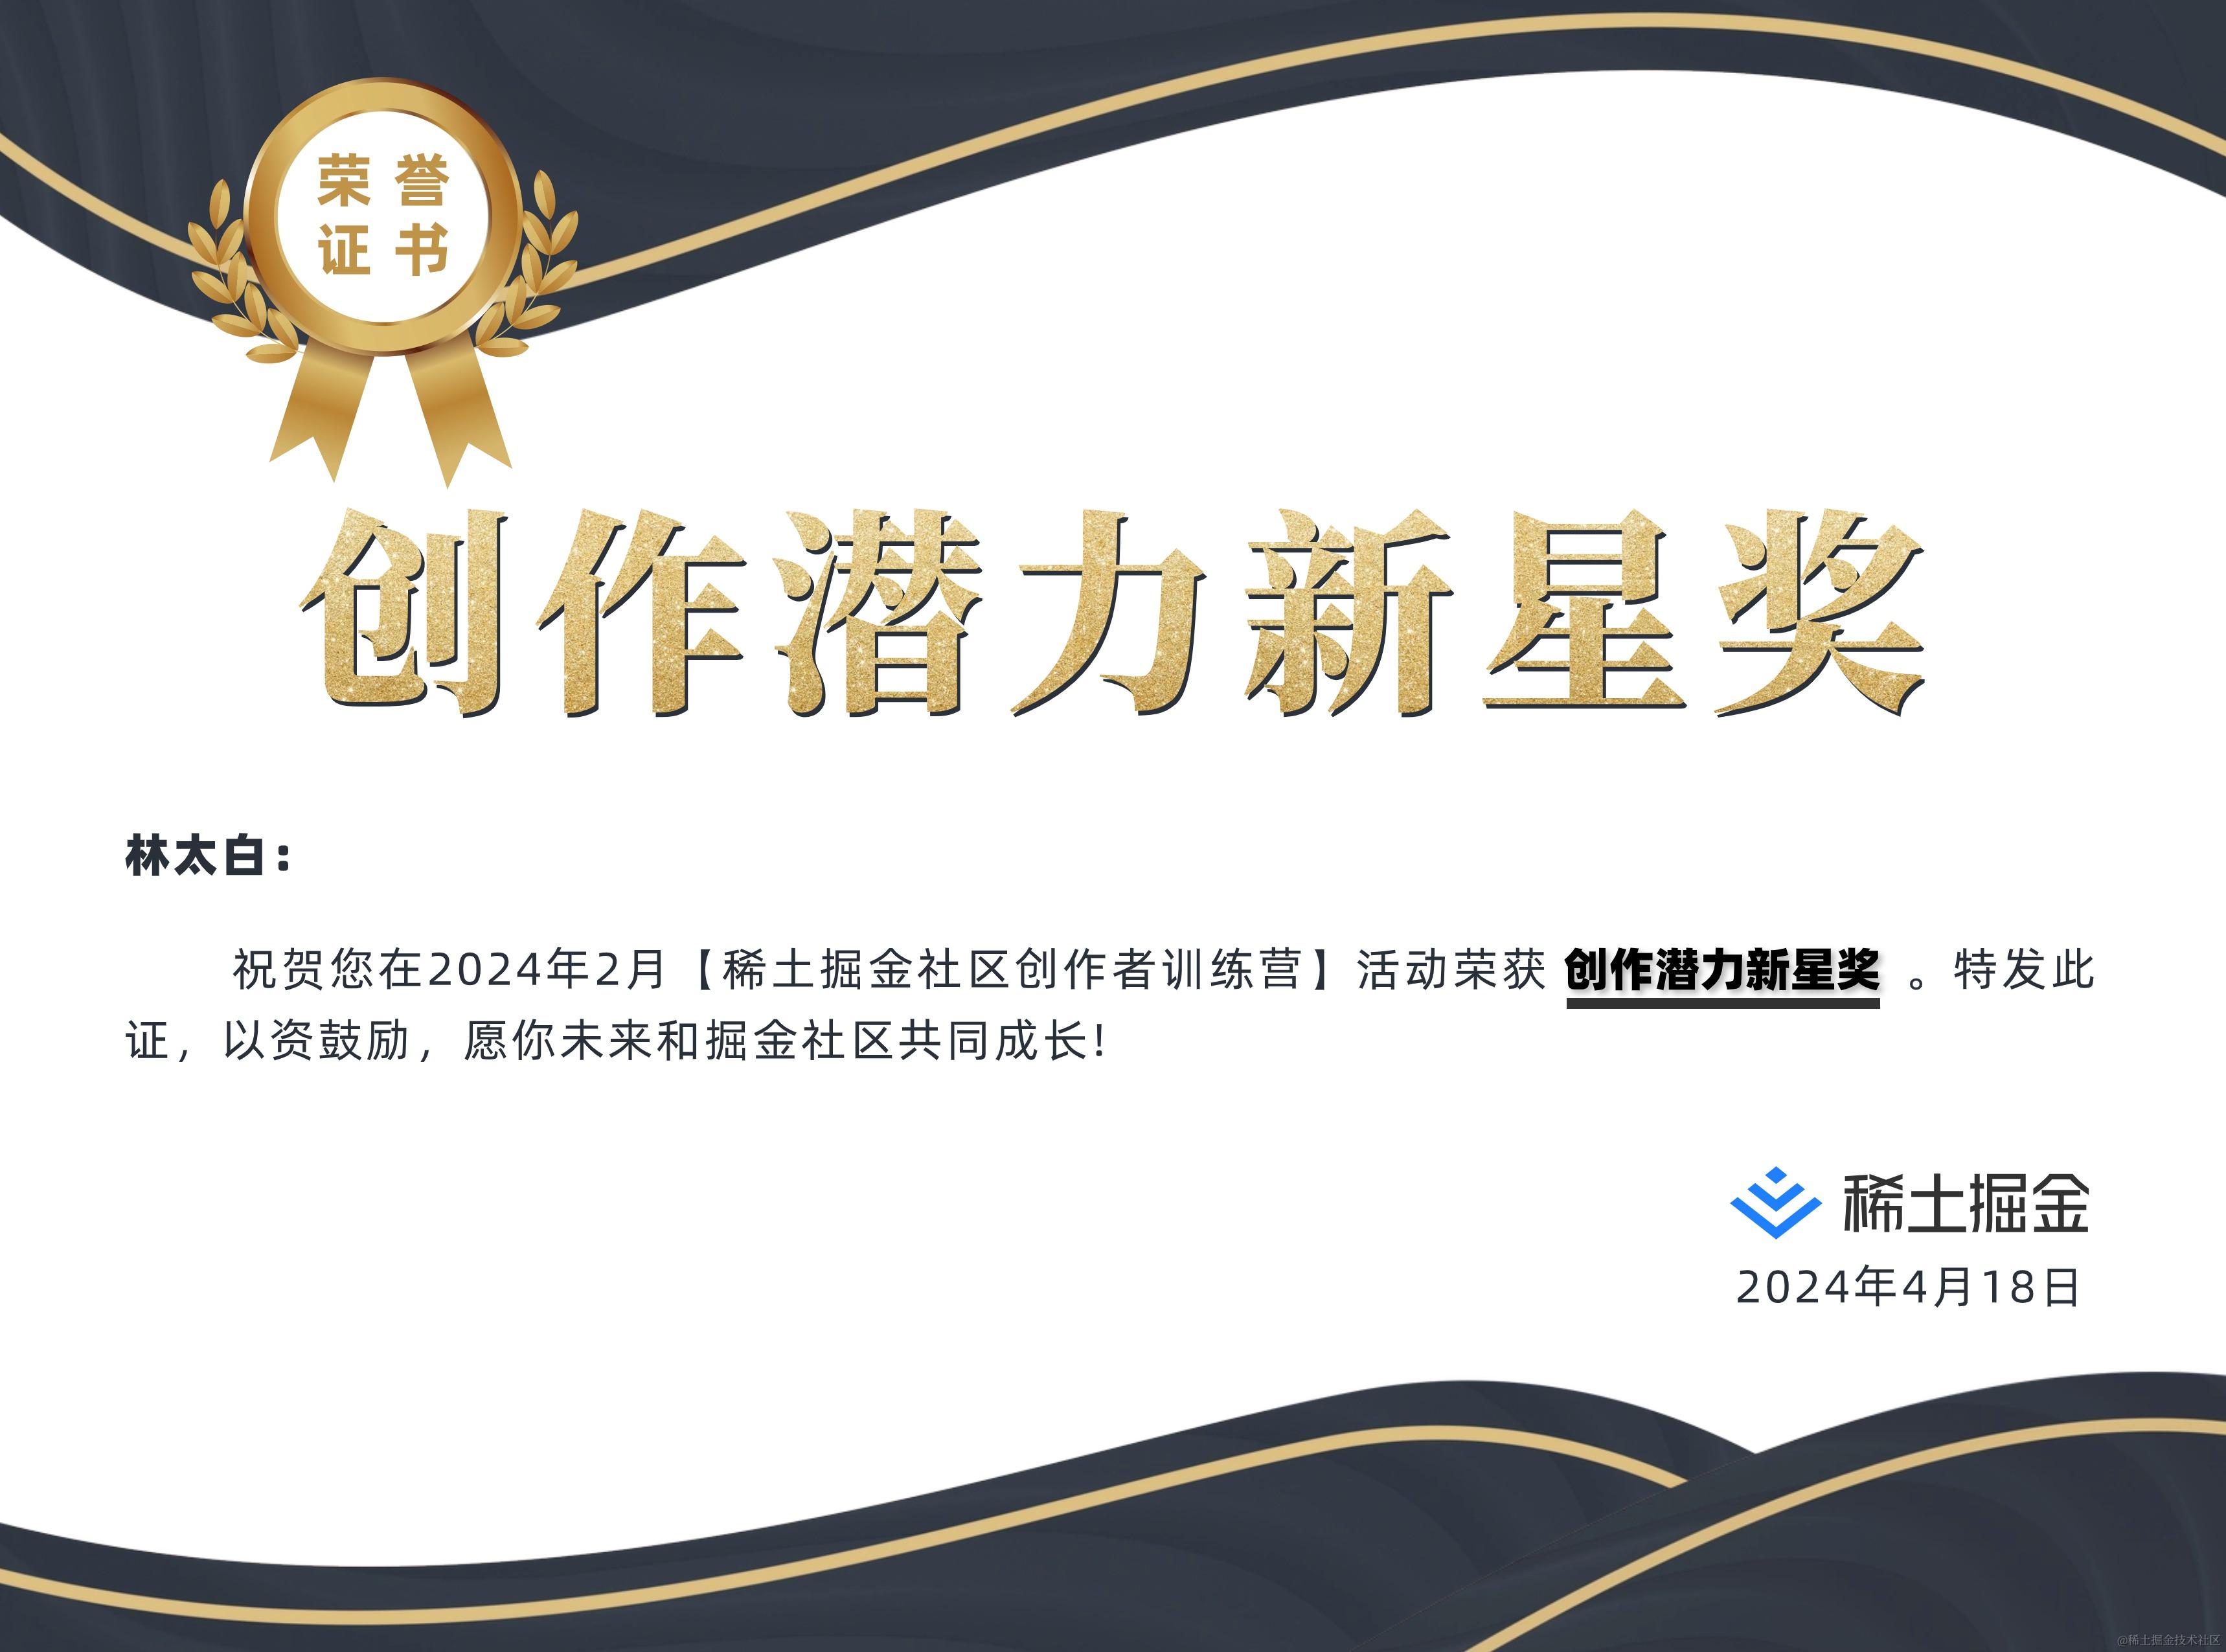 荣誉
证书
创作潜力新星奖
林太白：
祝贺您在2024年2月【稀土掘金社区创作者训练营】活动荣获 创作潜力新星奖 。特发此
证，以资鼓励，愿你未来和掘金社区共同成长!
稀土掘金
2024年4月18日
@稀土掘金技术社区